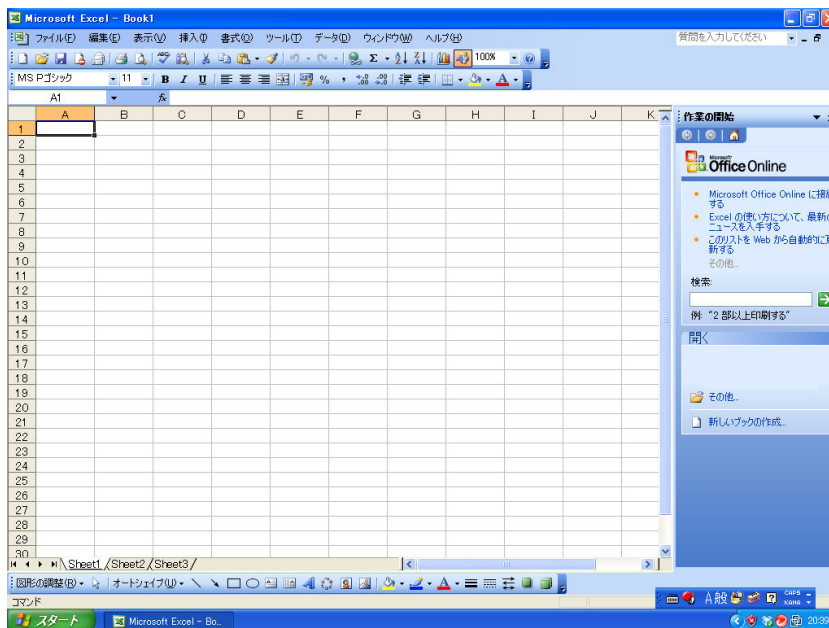 Microsoft Excel - Book1
ファイル(F) 編集(E) 表示(V) 挿入(I) 書式(O) ツール(T) データ(D) ウィンドウ(W) ヘルプ(H) 質問を入力してください
100%
MS Pゴシック 11 B I U % ,
A1 fx
A B C D E F G H I J K
1
2
3
4
5
6
7
8
9
10
11
12
13
14
15
16
17
18
19
20
21
22
23
24
25
26
27
28
29
30
作業の開始
Microsoft
Office Online
Microsoft Office Online に接続
する
Excel の使い方について、最新の
ニュースを入手する
このリストを Web から自動的に更
新する
その他...
検索:
例: "2 部以上印刷する"
開く
その他...
新しいブックの作成...
Sheet1 Sheet2 Sheet3
図形の調整(R) オートシェイプ(U)
コマンド
A 般 CAPS
KANA
スタート Microsoft Excel - Bo... 20:39